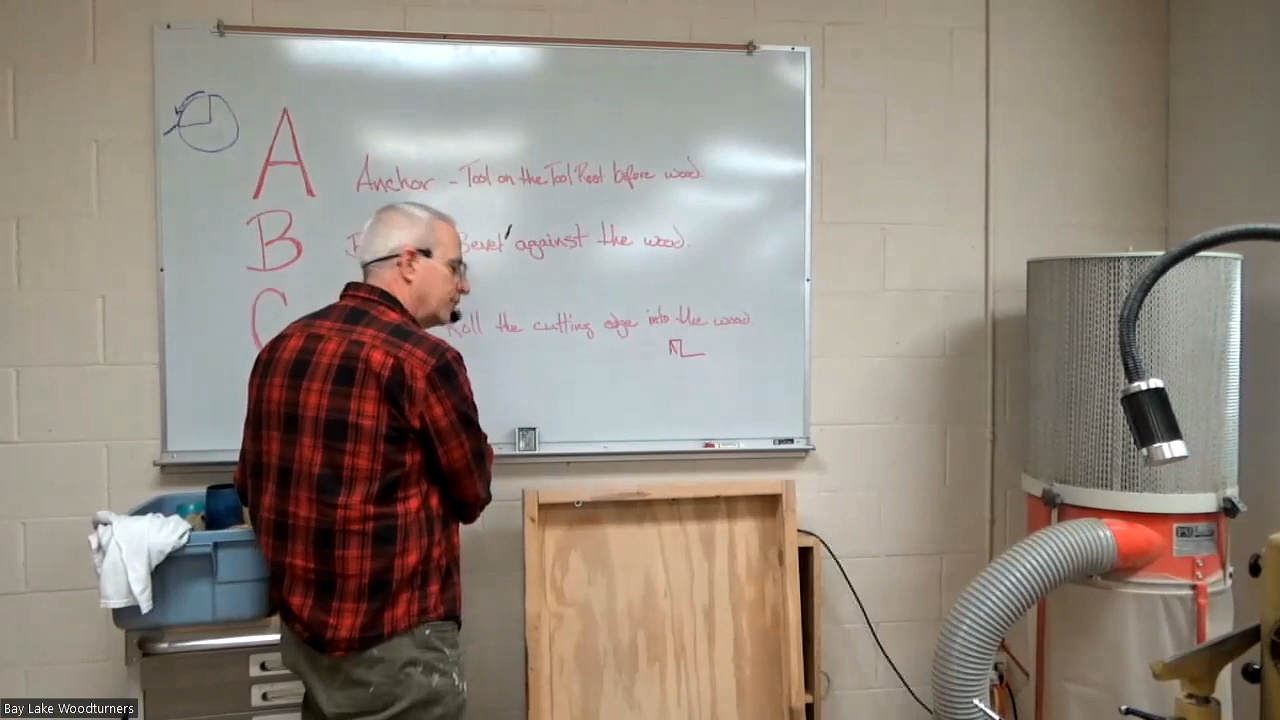 A
Anchor - Tool on the Tool Rest before wood.
B
Bevel against the wood.
C
Roll the cutting edge into the wood.
Bay Lake Woodturners